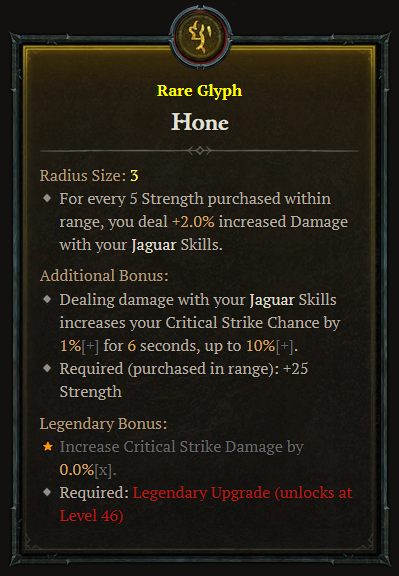 Rare Glyph
Hone
Radius Size: 3
For every 5 Strength purchased within
range, you deal +2.0% increased Damage
with your Jaguar Skills.
Additional Bonus:
Dealing damage with your Jaguar Skills
increases your Critical Strike Chance by
1%[+] for 6 seconds, up to 10%[+].
Required (purchased in range): +25
Strength
Legendary Bonus:
Increase Critical Strike Damage by
0.0%[x].
Required: Legendary Upgrade (unlocks at
Level 46)